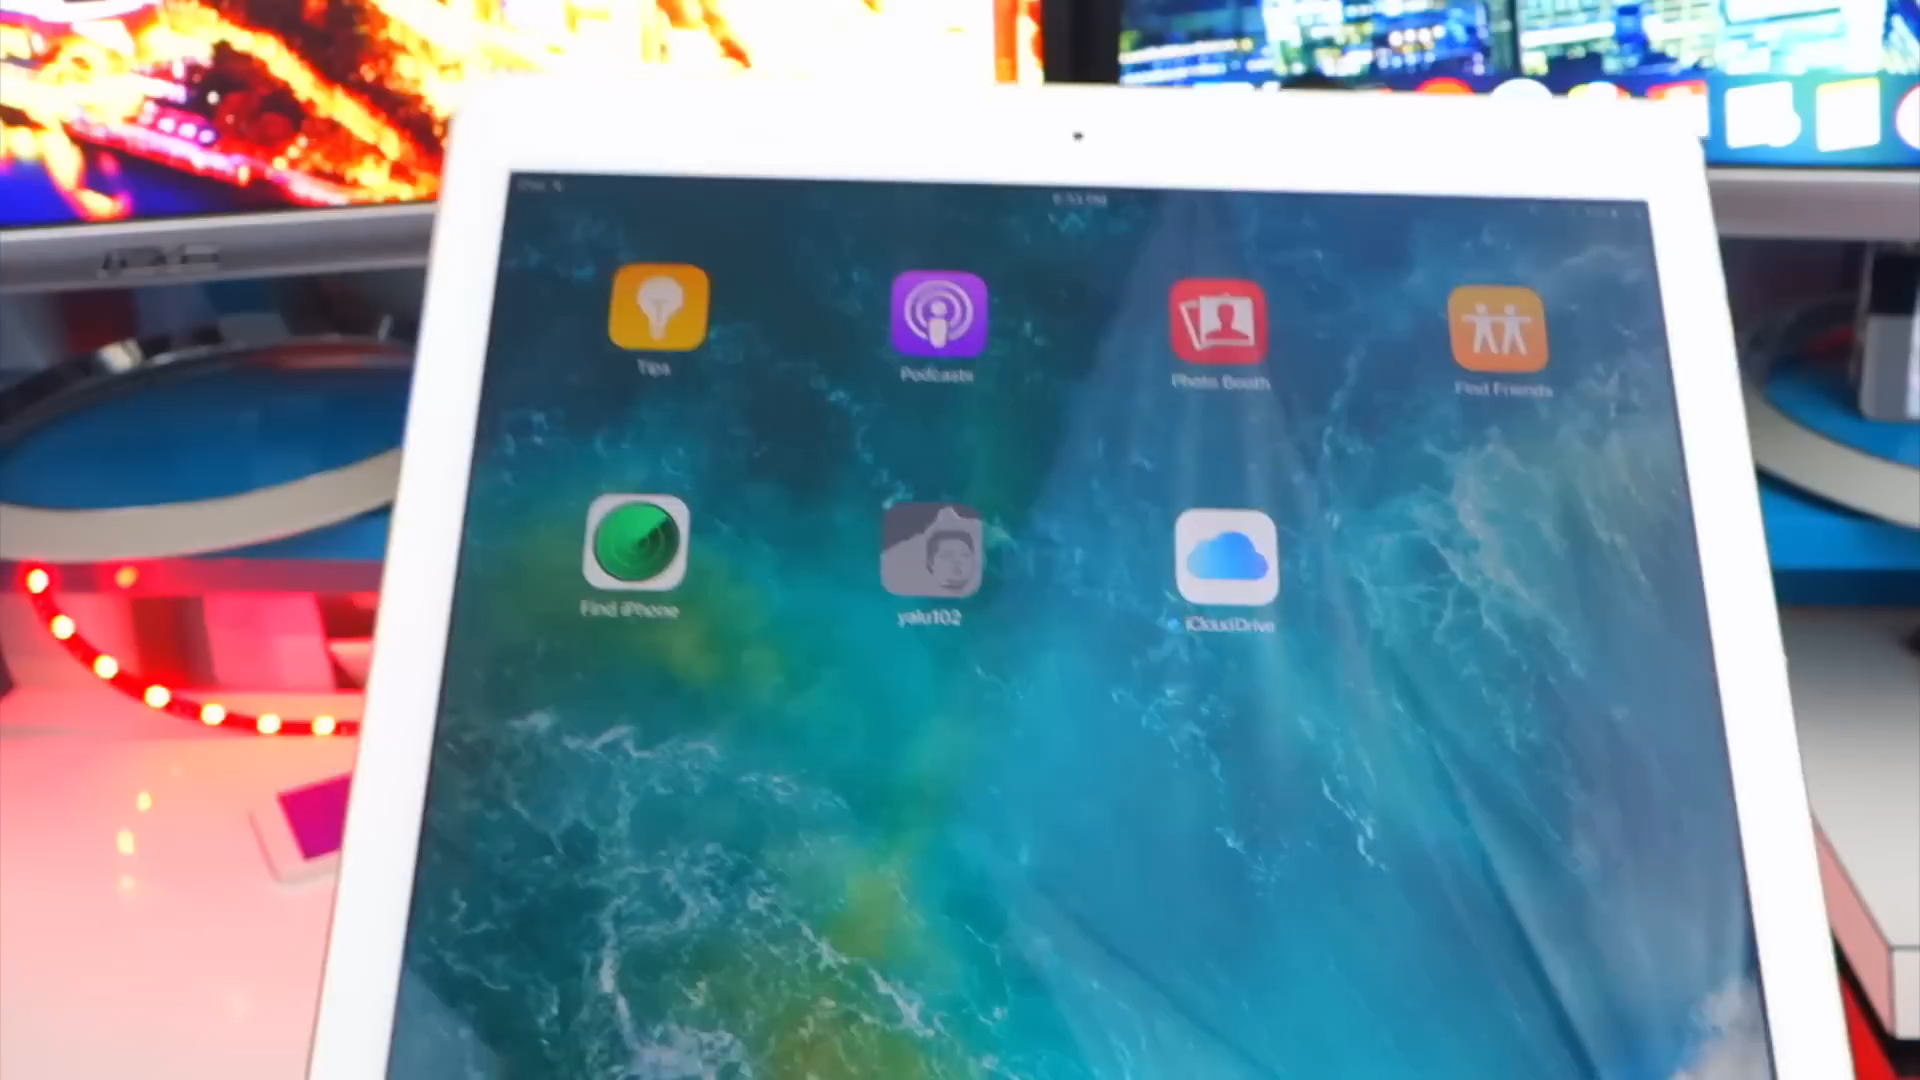 Tips
Podcasts
Photo Booth
Find Friends
Find iPhone
yalu102
iCloud Drive